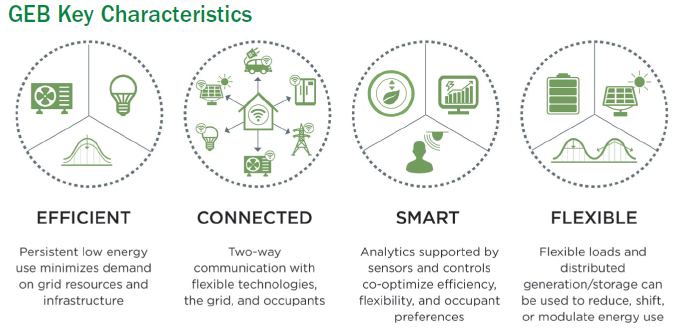 GEB Key Characteristics
EFFICIENT
Persistent low energy
use minimizes demand
on grid resources and
infrastructure
CONNECTED
Two-way
communication with
flexible technologies,
the grid, and occupants
SMART
Analytics supported by
sensors and controls
co-optimize efficiency,
flexibility, and occupant
preferences
FLEXIBLE
Flexible loads and
distributed
generation/storage can
be used to reduce, shift,
or modulate energy use